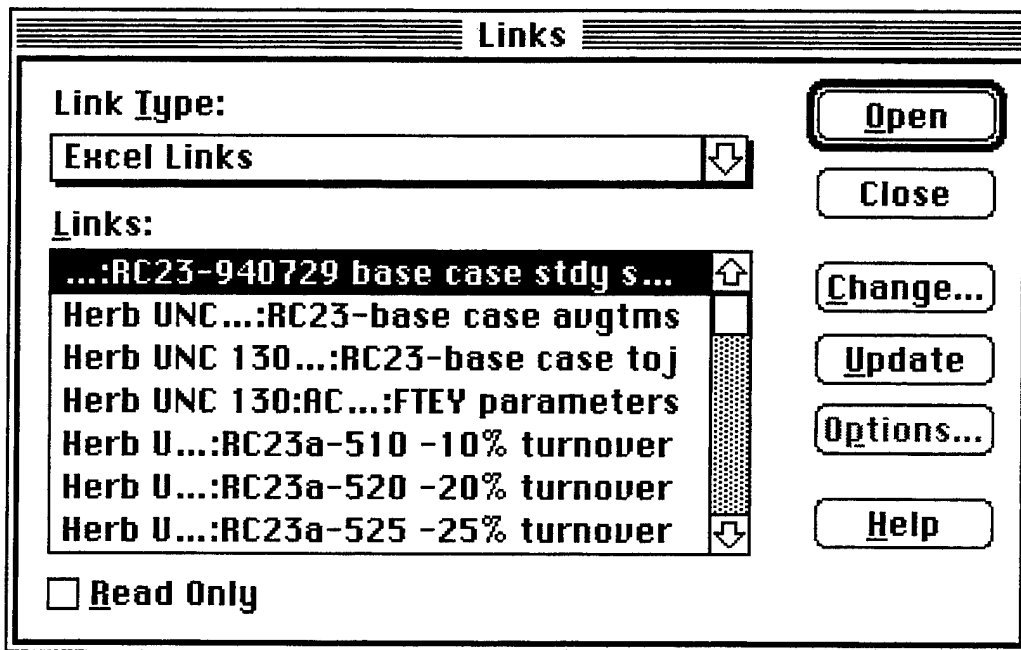 Links
Link Type:
Excel Links
Links:
...:RC23-940729 base case stdy s...
Herb UNC...:RC23-base case avgtms
Herb UNC 130...:RC23-base case toj
Herb UNC 130:AC...:FTEY parameters
Herb U...:RC23a-510 -10% turnover
Herb U...:RC23a-520 -20% turnover
Herb U...:RC23a-525 -25% turnover
Read Only
Open
Close
Change...
Update
Options...
Help